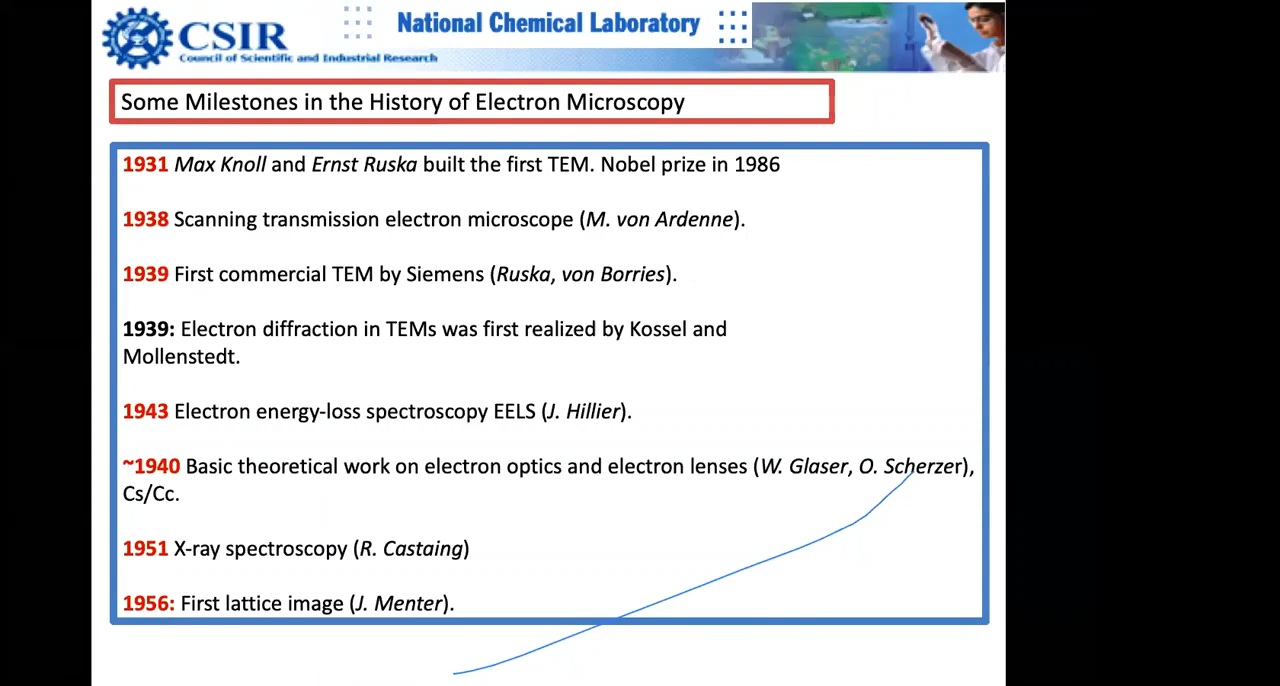 CSIR
Council of Scientific and Industrial Research
National Chemical Laboratory
Some Milestones in the History of Electron Microscopy
1931 Max Knoll and Ernst Ruska built the first TEM. Nobel prize in 1986
1938 Scanning transmission electron microscope (M. von Ardenne).
1939 First commercial TEM by Siemens (Ruska, von Borries).
1939: Electron diffraction in TEMs was first realized by Kossel and
Mollenstedt.
1943 Electron energy-loss spectroscopy EELS (J. Hillier).
~1940 Basic theoretical work on electron optics and electron lenses (W. Glaser, O. Scherzer),
Cs/Cc.
1951 X-ray spectroscopy (R. Castaing)
1956: First lattice image (J. Menter).